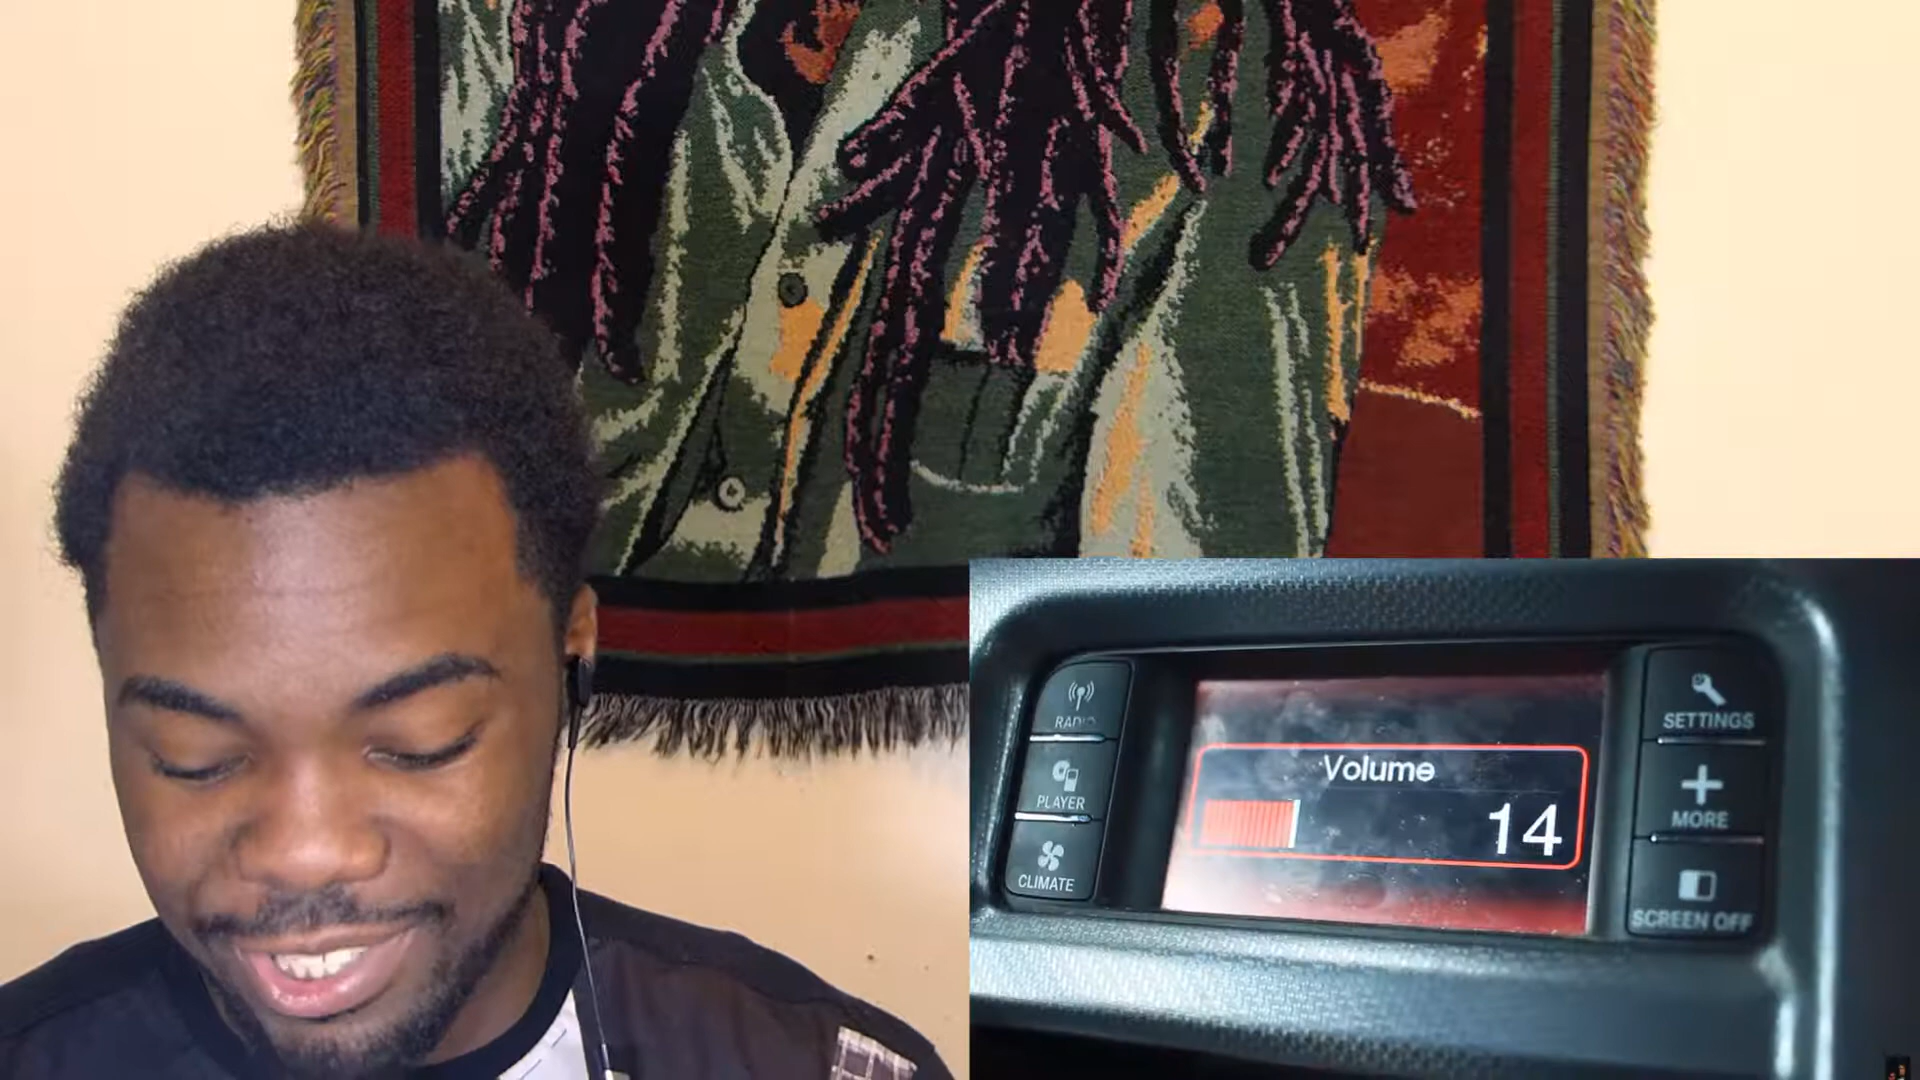 RADIO
PLAYER
CLIMATE
Volume
14
SETTINGS
MORE
SCREEN OFF